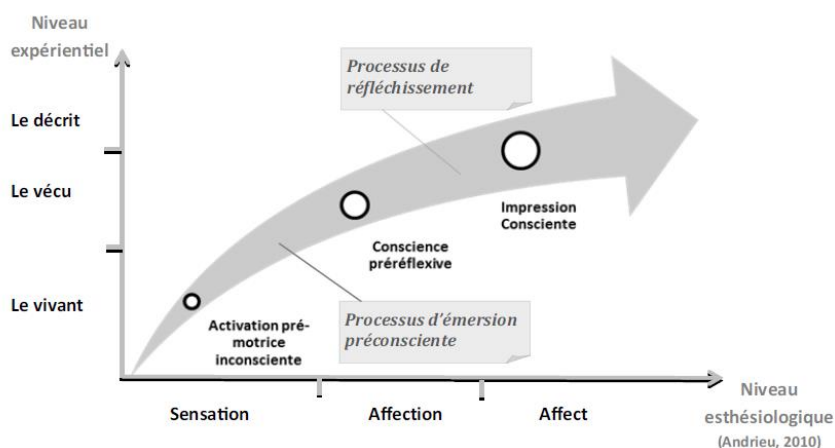 Niveau
expérientiel
Le décrit
Le vécu
Le vivant
Processus de
réfléchissement
Impression
Consciente
Conscience
préréflexive
Processus d'émersion
préconsciente
Activation pré-
motrice
inconsciente
Sensation
Affection
Affect
Niveau
esthésiologique
(Andrieu, 2010)